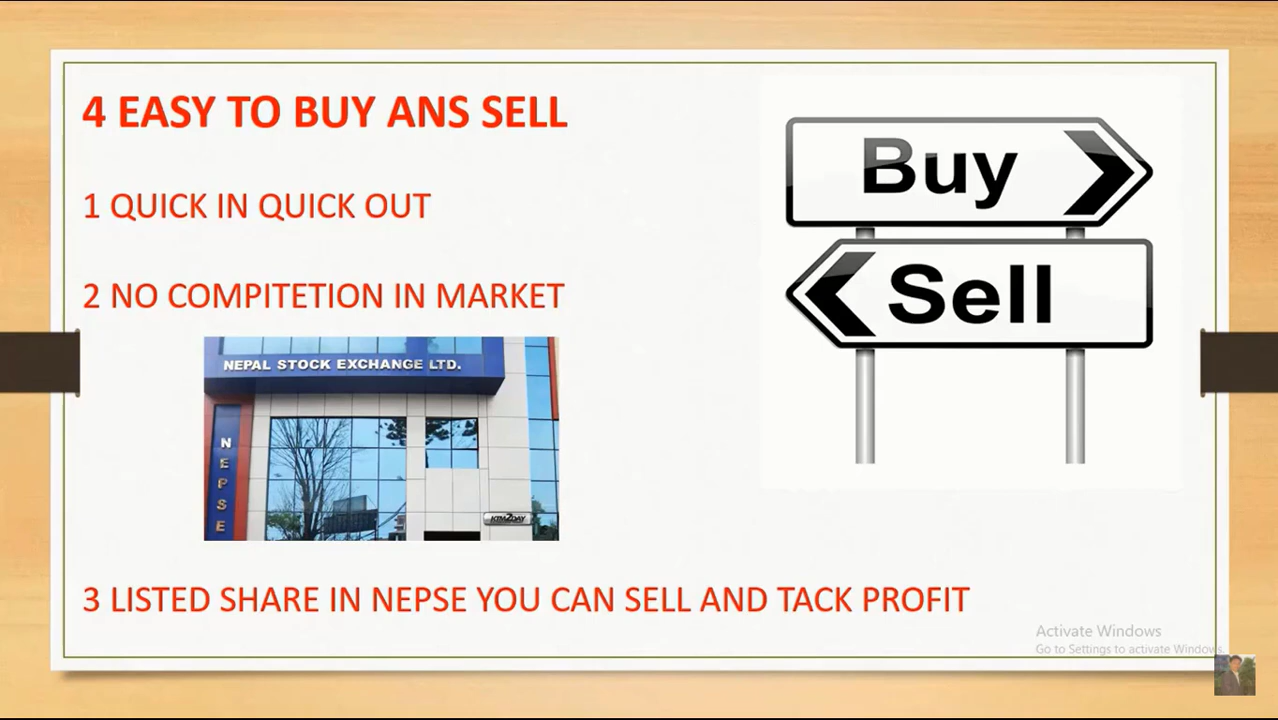 4 EASY TO BUY ANS SELL
1 QUICK IN QUICK OUT
2 NO COMPITETION IN MARKET
Buy
Sell
NEPAL STOCK EXCHANGE LTD.
NEPSE
KTM2DAY
3 LISTED SHARE IN NEPSE YOU CAN SELL AND TACK PROFIT
Activate Windows
Go to Settings to activate Windows.